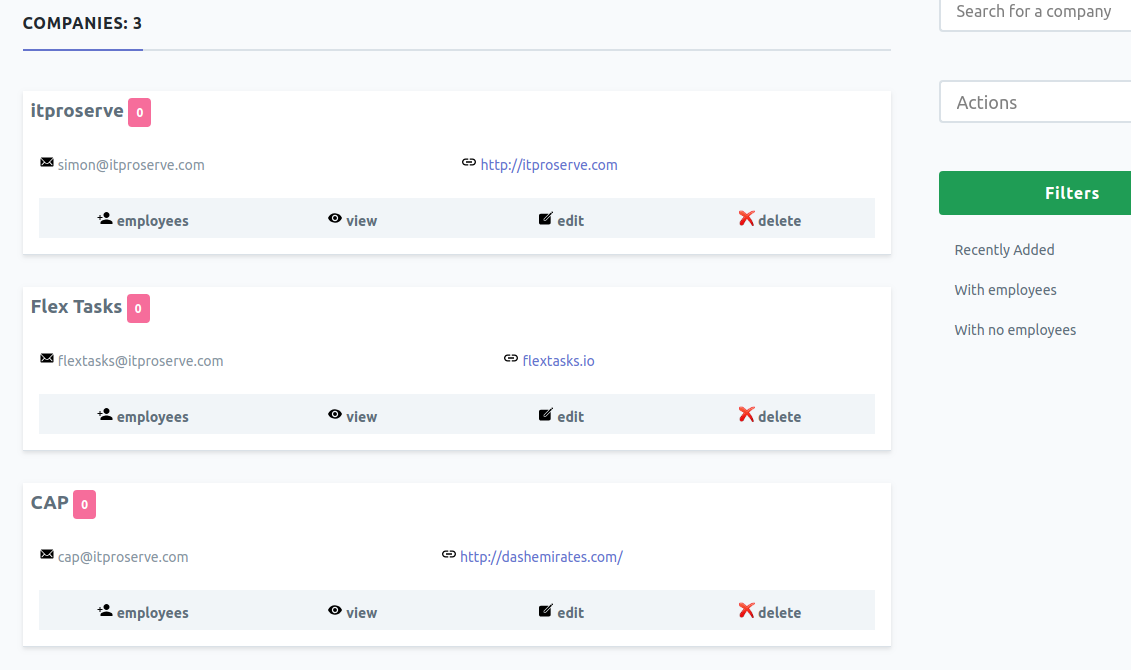 COMPANIES: 3
Search for a company
Actions
Filters
Recently Added
With employees
With no employees
itproserve 0
simon@itproserve.com http://itproserve.com
employees view edit delete
Flex Tasks 0
flextasks@itproserve.com flextasks.io
employees view edit delete
CAP 0
cap@itproserve.com http://dashemirates.com/
employees view edit delete